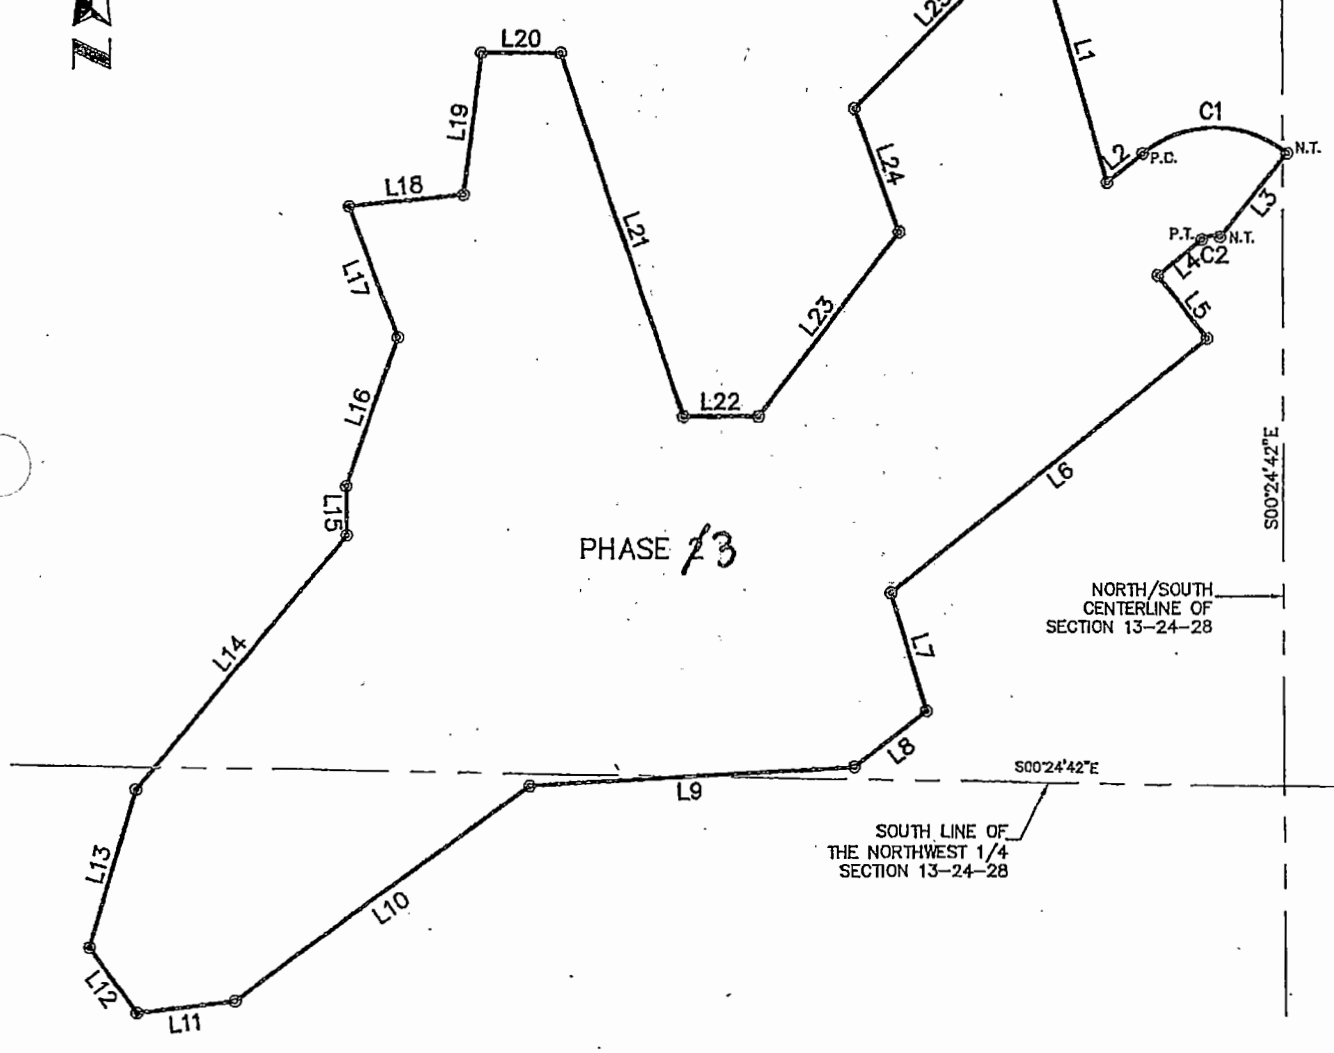 L20
L25
L1
C1
L19
L2
P.C.
N.T.
L18
L24
L3
L21
P.T.
N.T.
L4
C2
L17
L5
L23
L16
L22
L6
S00°24'42"E
L15
PHASE 3
NORTH/SOUTH
CENTERLINE OF
SECTION 13-24-28
L14
L7
L8
S00°24'42"E
L9
SOUTH LINE OF
THE NORTHWEST 1/4
SECTION 13-24-28
L13
L10
L12
L11